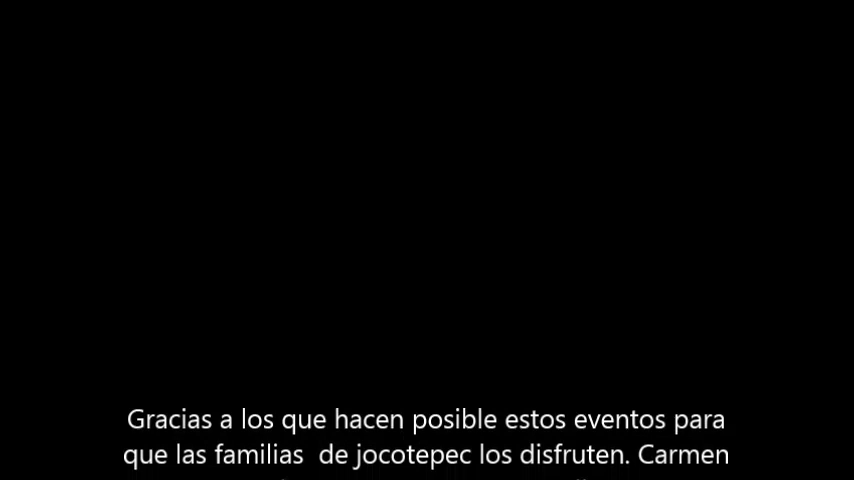 Gracias a los que hacen posible estos eventos para
que las familias  de jocotepec los disfruten. Carmen